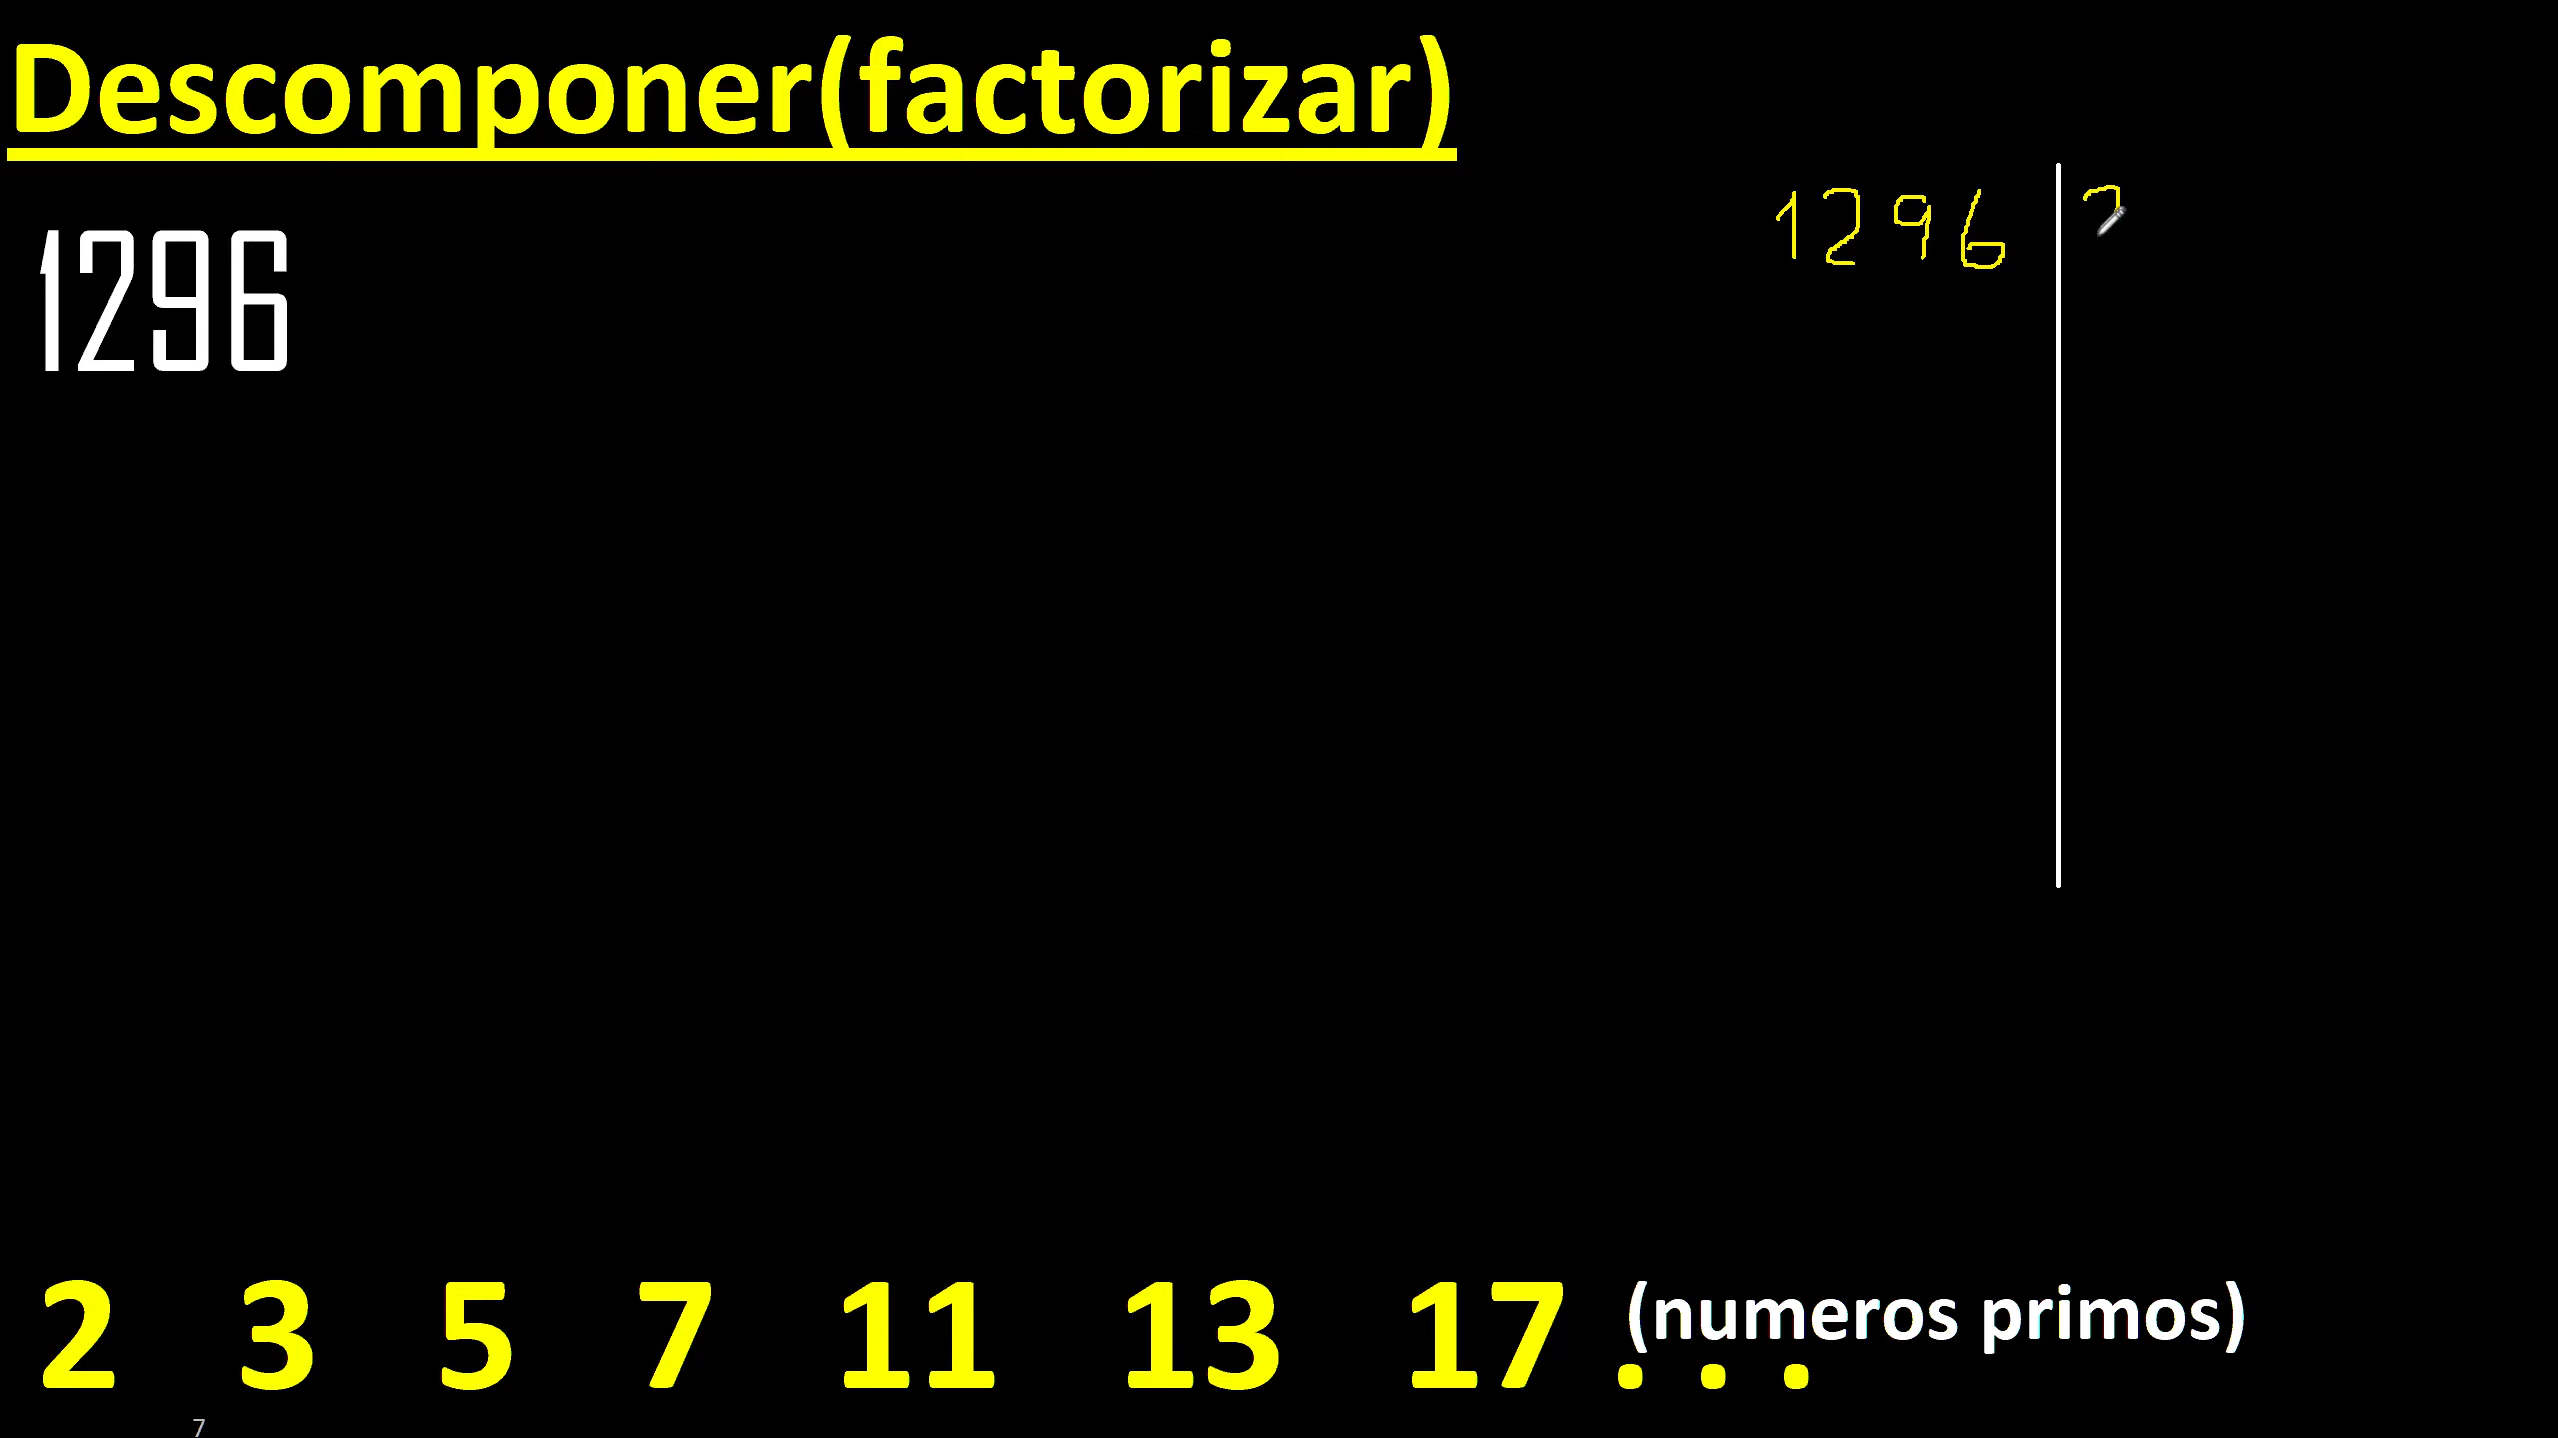 Descomponer(factorizar)
1296
1296
2 3 5 7 11 13 17 . . . (numeros primos)
7